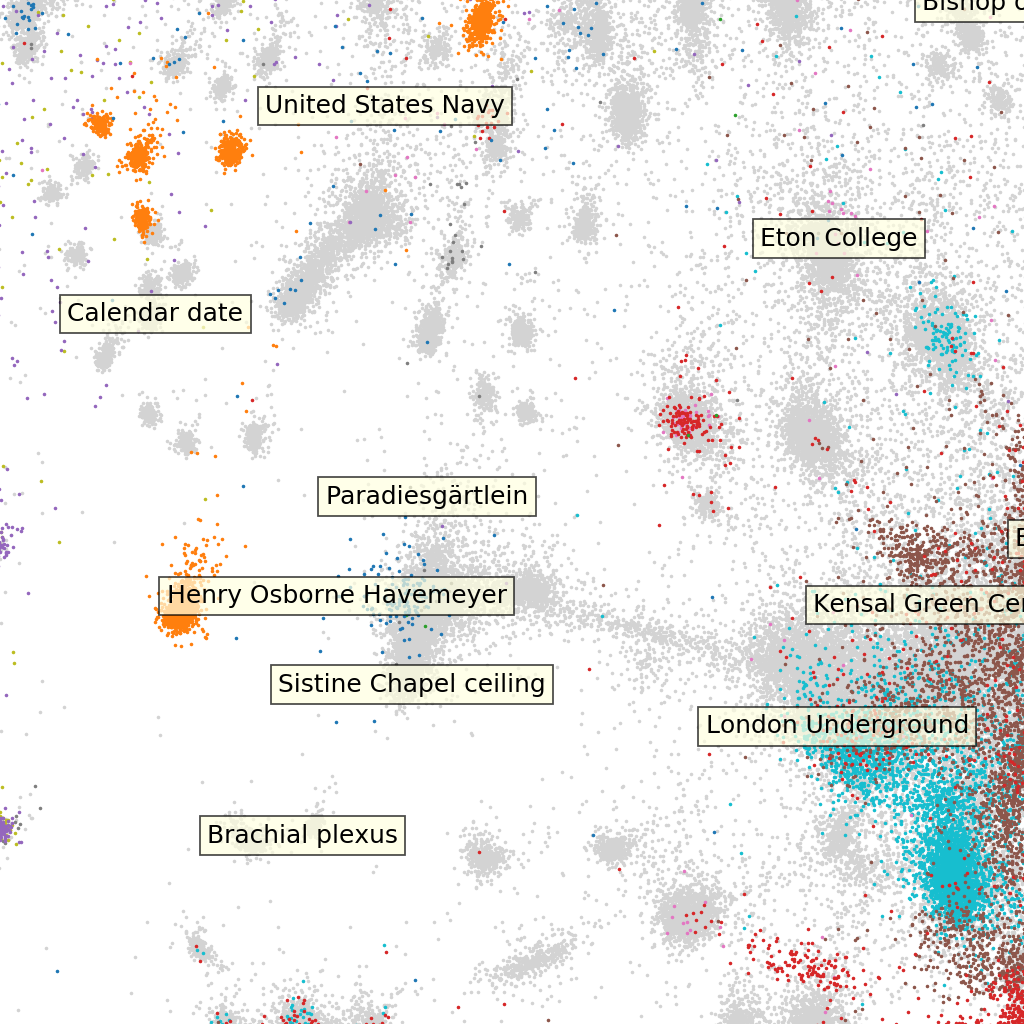 Bishop
United States Navy
Eton College
Calendar date
Paradiesgärtlein
Henry Osborne Havemeyer
Kensal Green
Sistine Chapel ceiling
London Underground
Brachial plexus